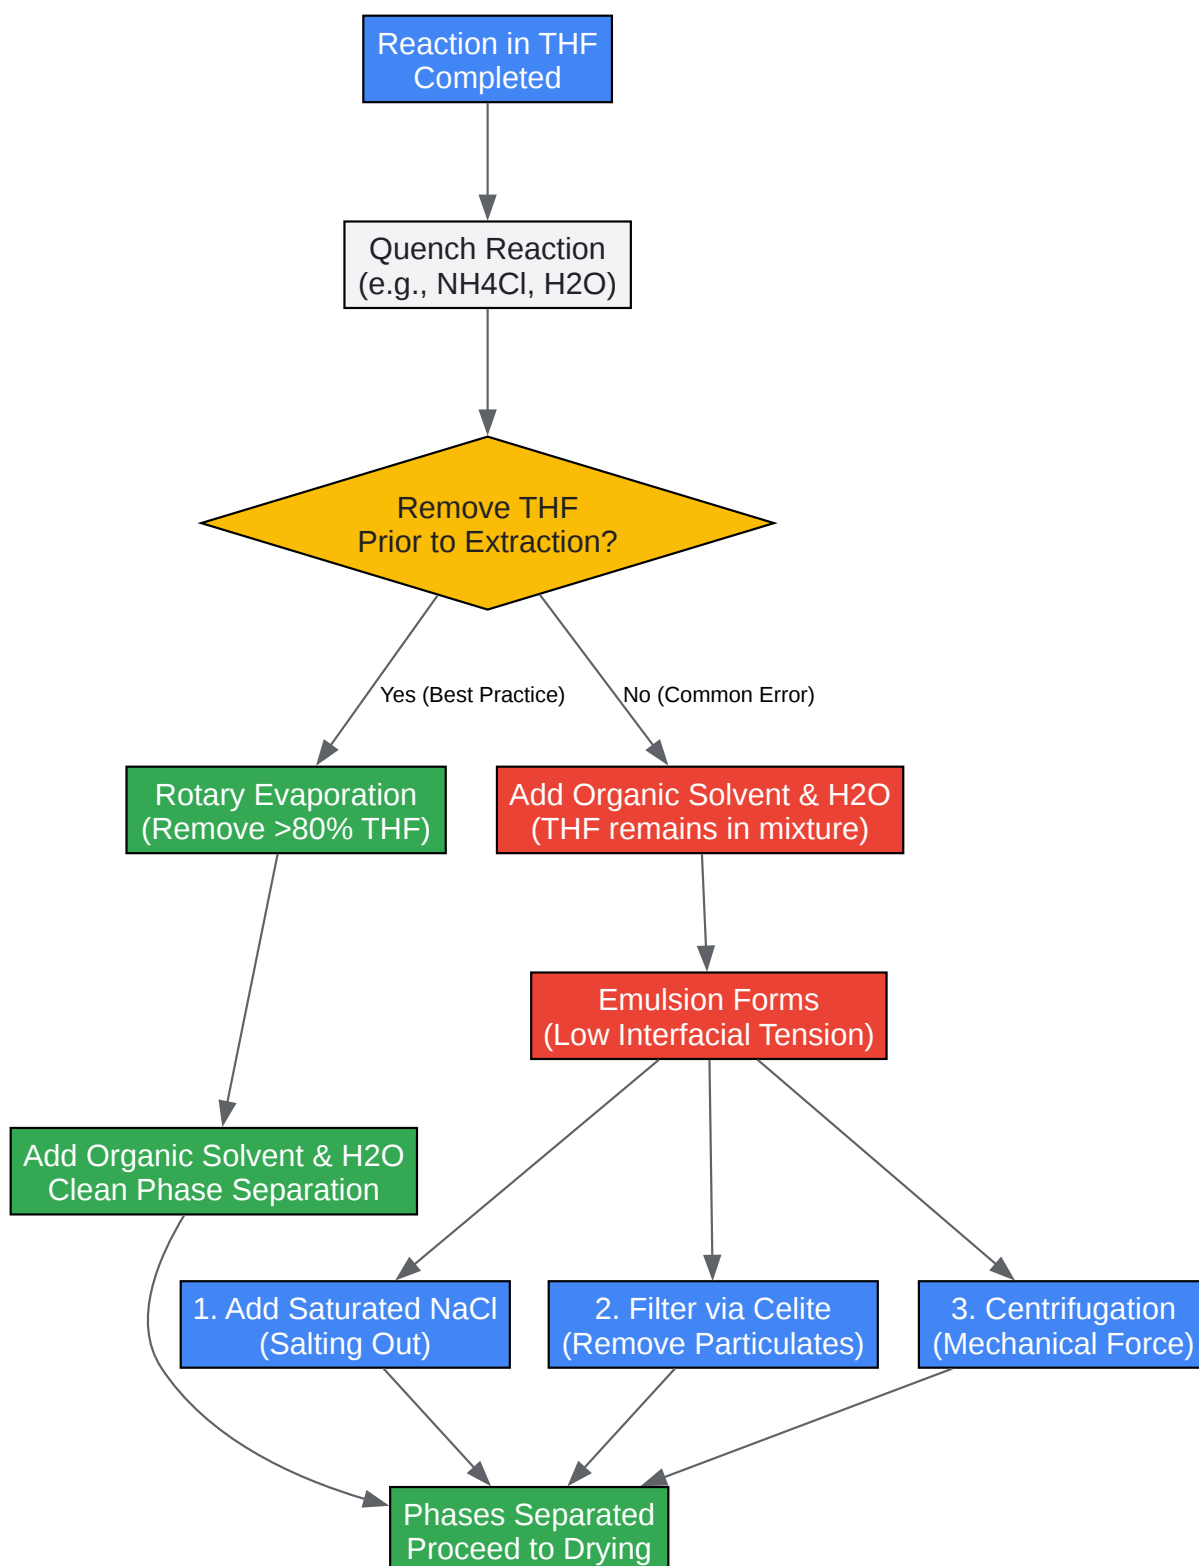 Reaction in THF
Completed
Quench Reaction
(e.g., NH4Cl, H2O)
Remove THF
Prior to Extraction?
Yes (Best Practice)
No (Common Error)
Rotary Evaporation
(Remove >80% THF)
Add Organic Solvent & H2O
(THF remains in mixture)
Emulsion Forms
(Low Interfacial Tension)
Add Organic Solvent & H2O
Clean Phase Separation
1. Add Saturated NaCl
(Salting Out)
2. Filter via Celite
(Remove Particulates)
3. Centrifugation
(Mechanical Force)
Phases Separated
Proceed to Drying